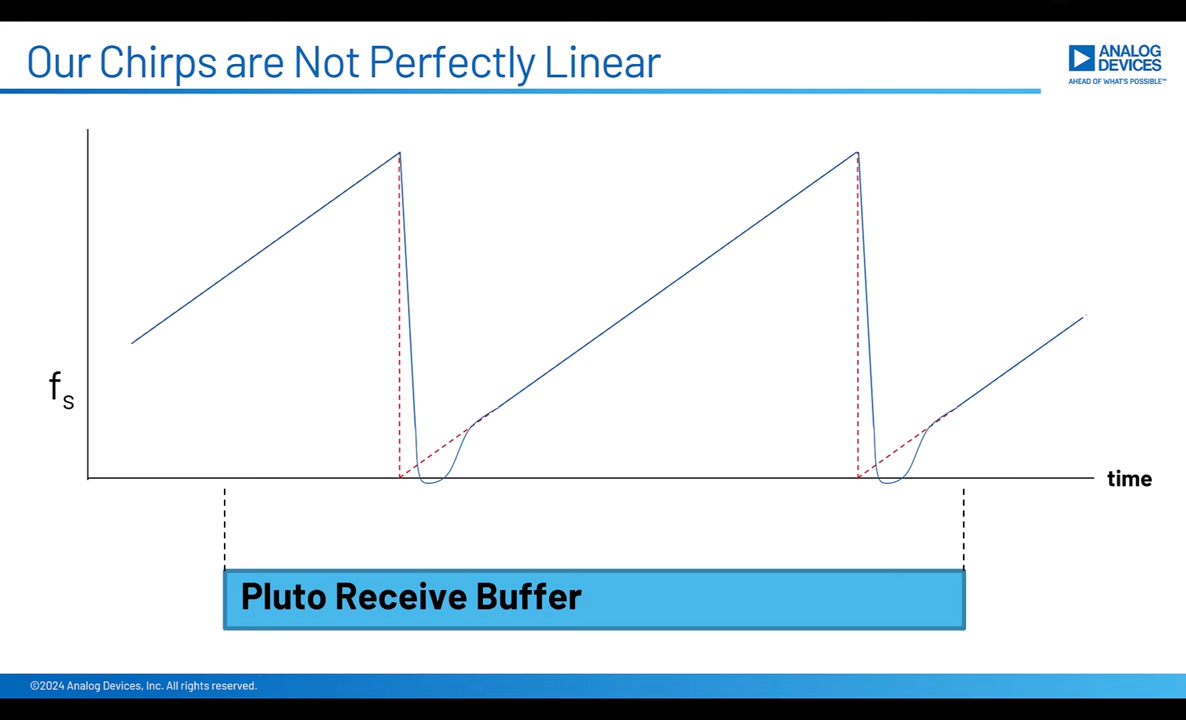 Our Chirps are Not Perfectly Linear
ANALOG
DEVICES
AHEAD OF WHAT'S POSSIBLE™
fs
time
Pluto Receive Buffer
©2024 Analog Devices, Inc. All rights reserved.